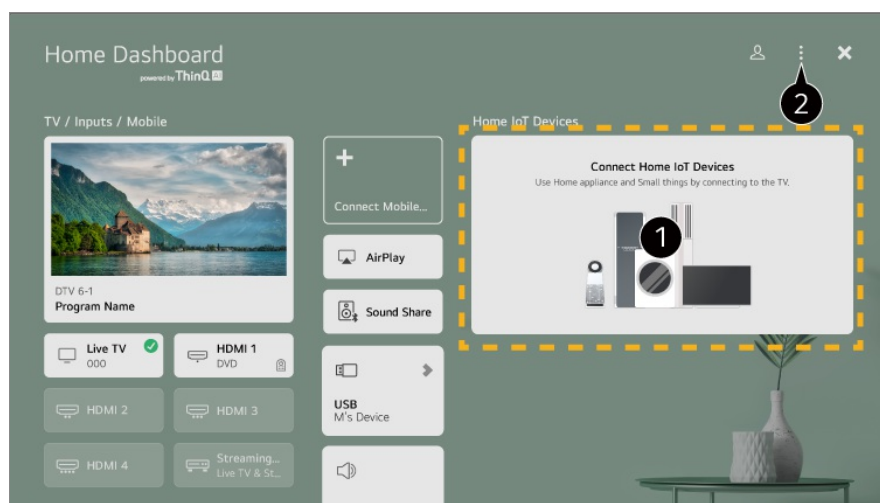 Home Dashboard
powered by ThinQ AI
2
TV / Inputs / Mobile
Home IoT Devices
Connect Home IoT Devices
Use Home appliance and Small things by connecting to the TV.
1
Connect Mobile...
AirPlay
DTV 6-1
Program Name
Sound Share
Live TV
000
HDMI 1
DVD
USB
M's Device
HDMI 2
HDMI 3
HDMI 4
Streaming...
Live TV & St...